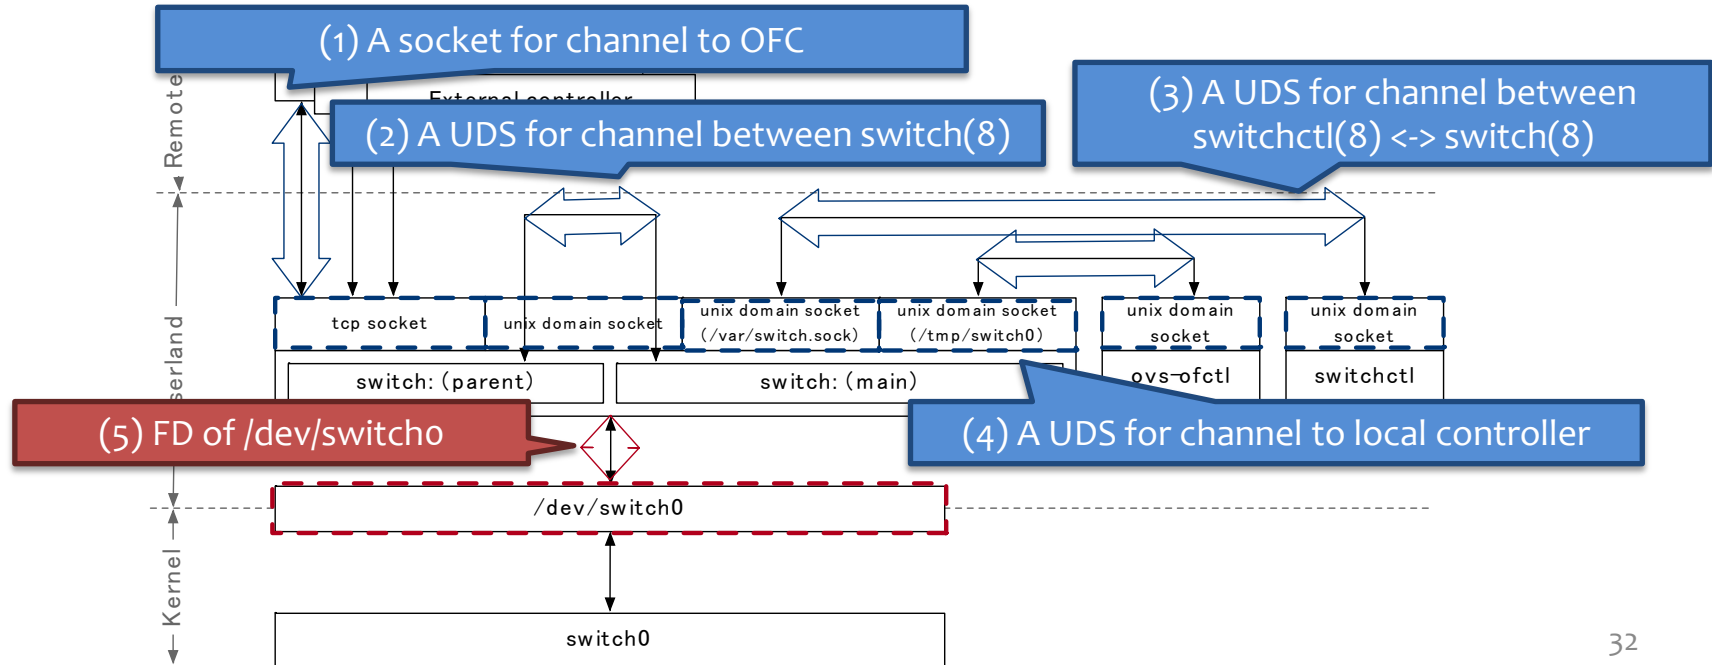 (1) A socket for channel to OFC
External controller
(2) A UDS for channel between switch(8)
(3) A UDS for channel between
switchctl(8) <-> switch(8)
Remote
tcp socket
unix domain socket
unix domain socket
(/var/switch.sock)
unix domain socket
(/tmp/switch0)
unix domain
socket
unix domain
socket
switch: (parent)
switch: (main)
ovs-ofctl
switchctl
serland
(5) FD of /dev/switch0
(4) A UDS for channel to local controller
/dev/switch0
Kernel
switch0
32